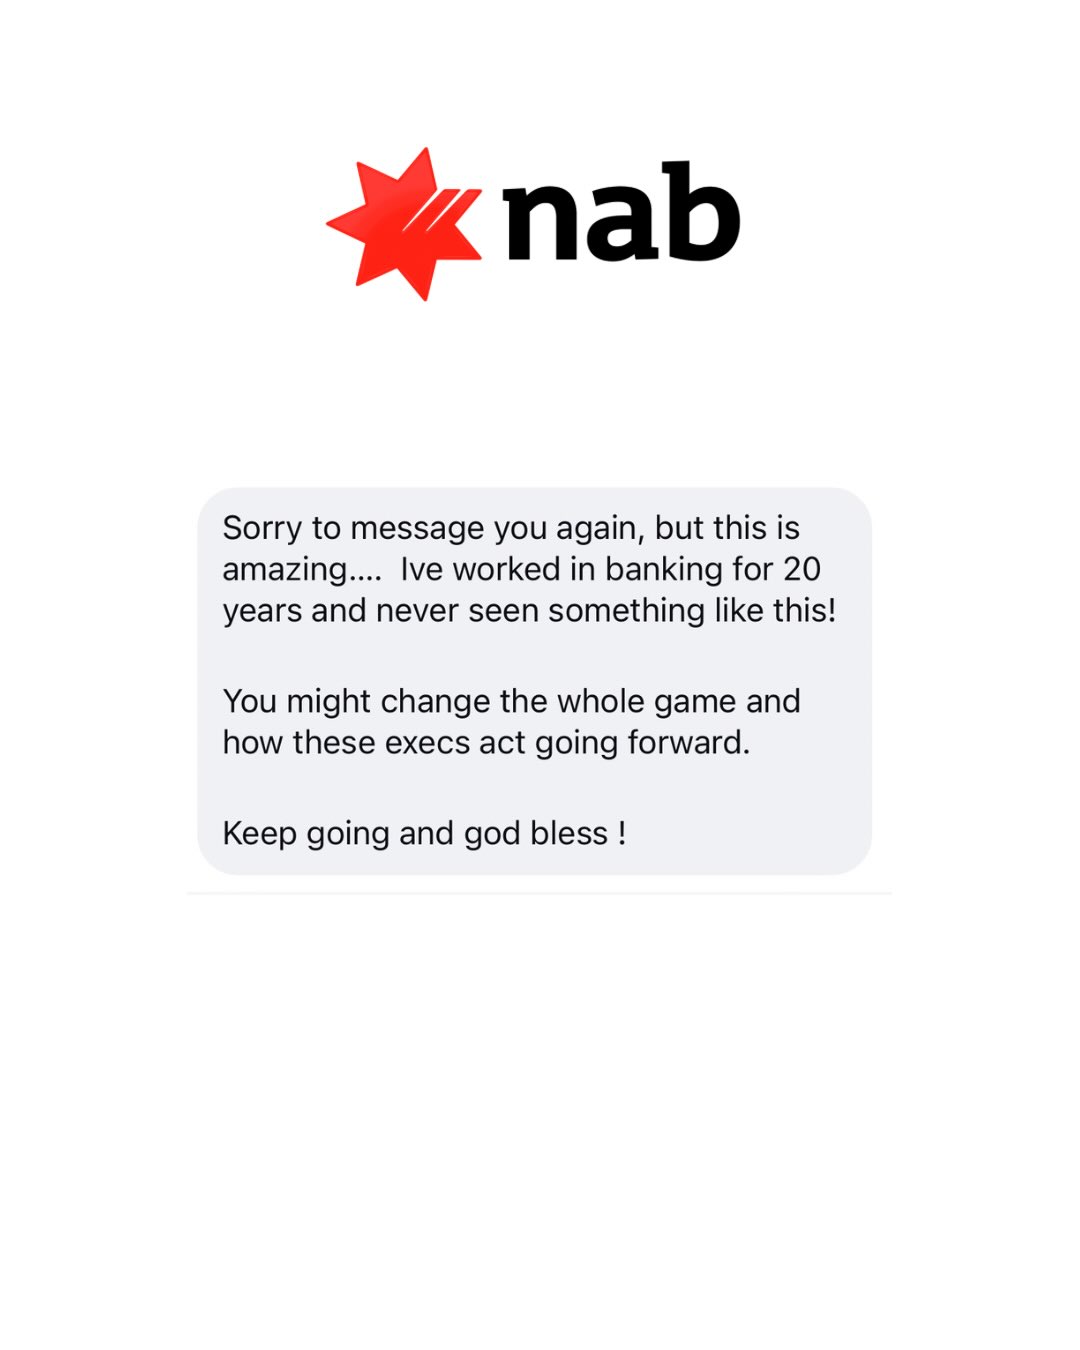 nab
Sorry to message you again, but this is
amazing....  Ive worked in banking for 20
years and never seen something like this!
You might change the whole game and
how these execs act going forward.
Keep going and god bless !